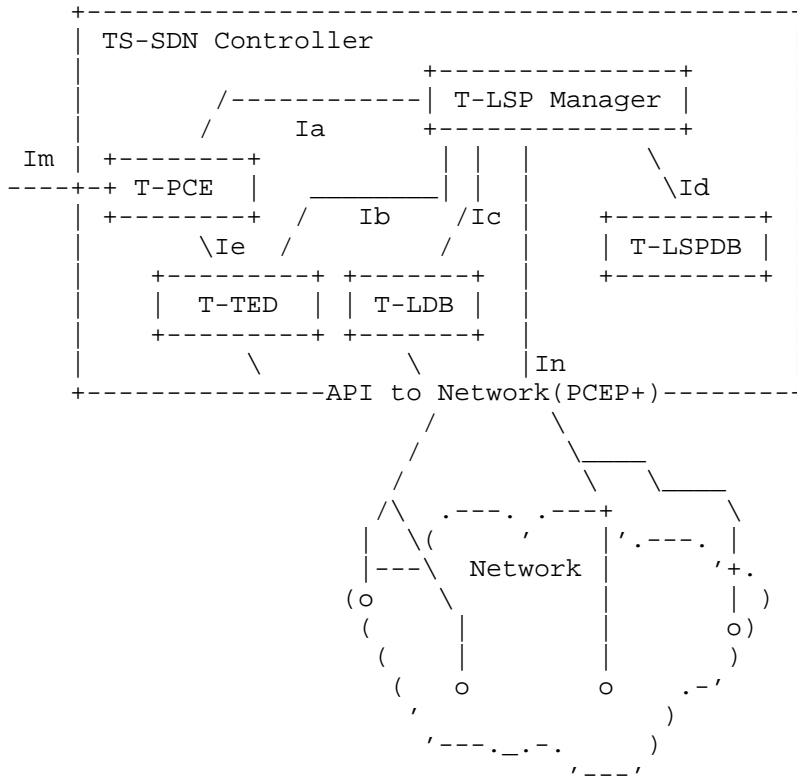 TS-SDN Controller
T-LSP Manager
Ia
Im
T-PCE
Id
Ib Ic
Ie T-LSPDB
T-TED T-LDB
In
API to Network(PCEP+)
Network